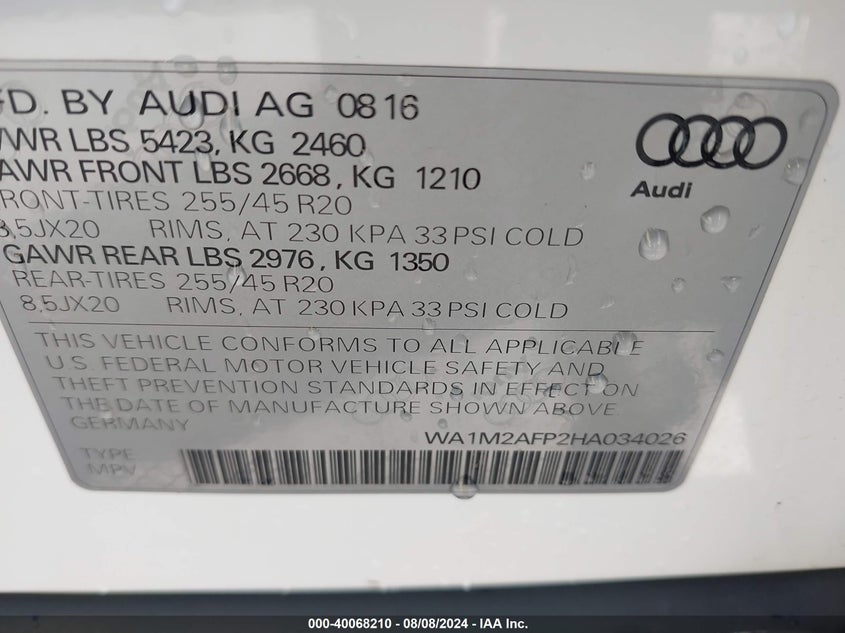 D. BY AUDI AG 0816
WR LBS 5423, KG 2460
AWR FRONT LBS 2668, KG 1210
RONT-TIRES 255/45 R20
8,5JX20 RIMS, AT 230 KPA 33 PSI COLD
GAWR REAR LBS 2976, KG 1350
REAR-TIRES 255/45 R20
8,5JX20 RIMS, AT 230 KPA 33 PSI COLD
Audi
THIS VEHICLE CONFORMS TO ALL APPLICABLE
U.S. FEDERAL MOTOR VEHICLE SAFETY AND
THEFT PREVENTION STANDARDS IN EFFECT ON
THE DATE OF MANUFACTURE SHOWN ABOVE.
GERMANY
WA1M2AFP2HA034026
TYPE
MPV
000-40068210 - 08/08/2024 - IAA Inc.